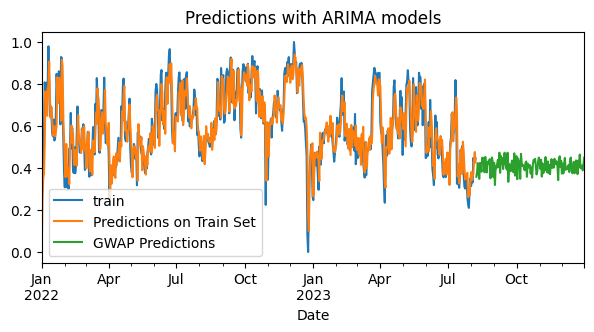 Predictions with ARIMA models
1.0
0.8
0.6
0.4
0.2
0.0
train
Predictions on Train Set
GWAP Predictions
Jan Apr Jul Oct Jan Apr Jul Oct
2022 2023
Date